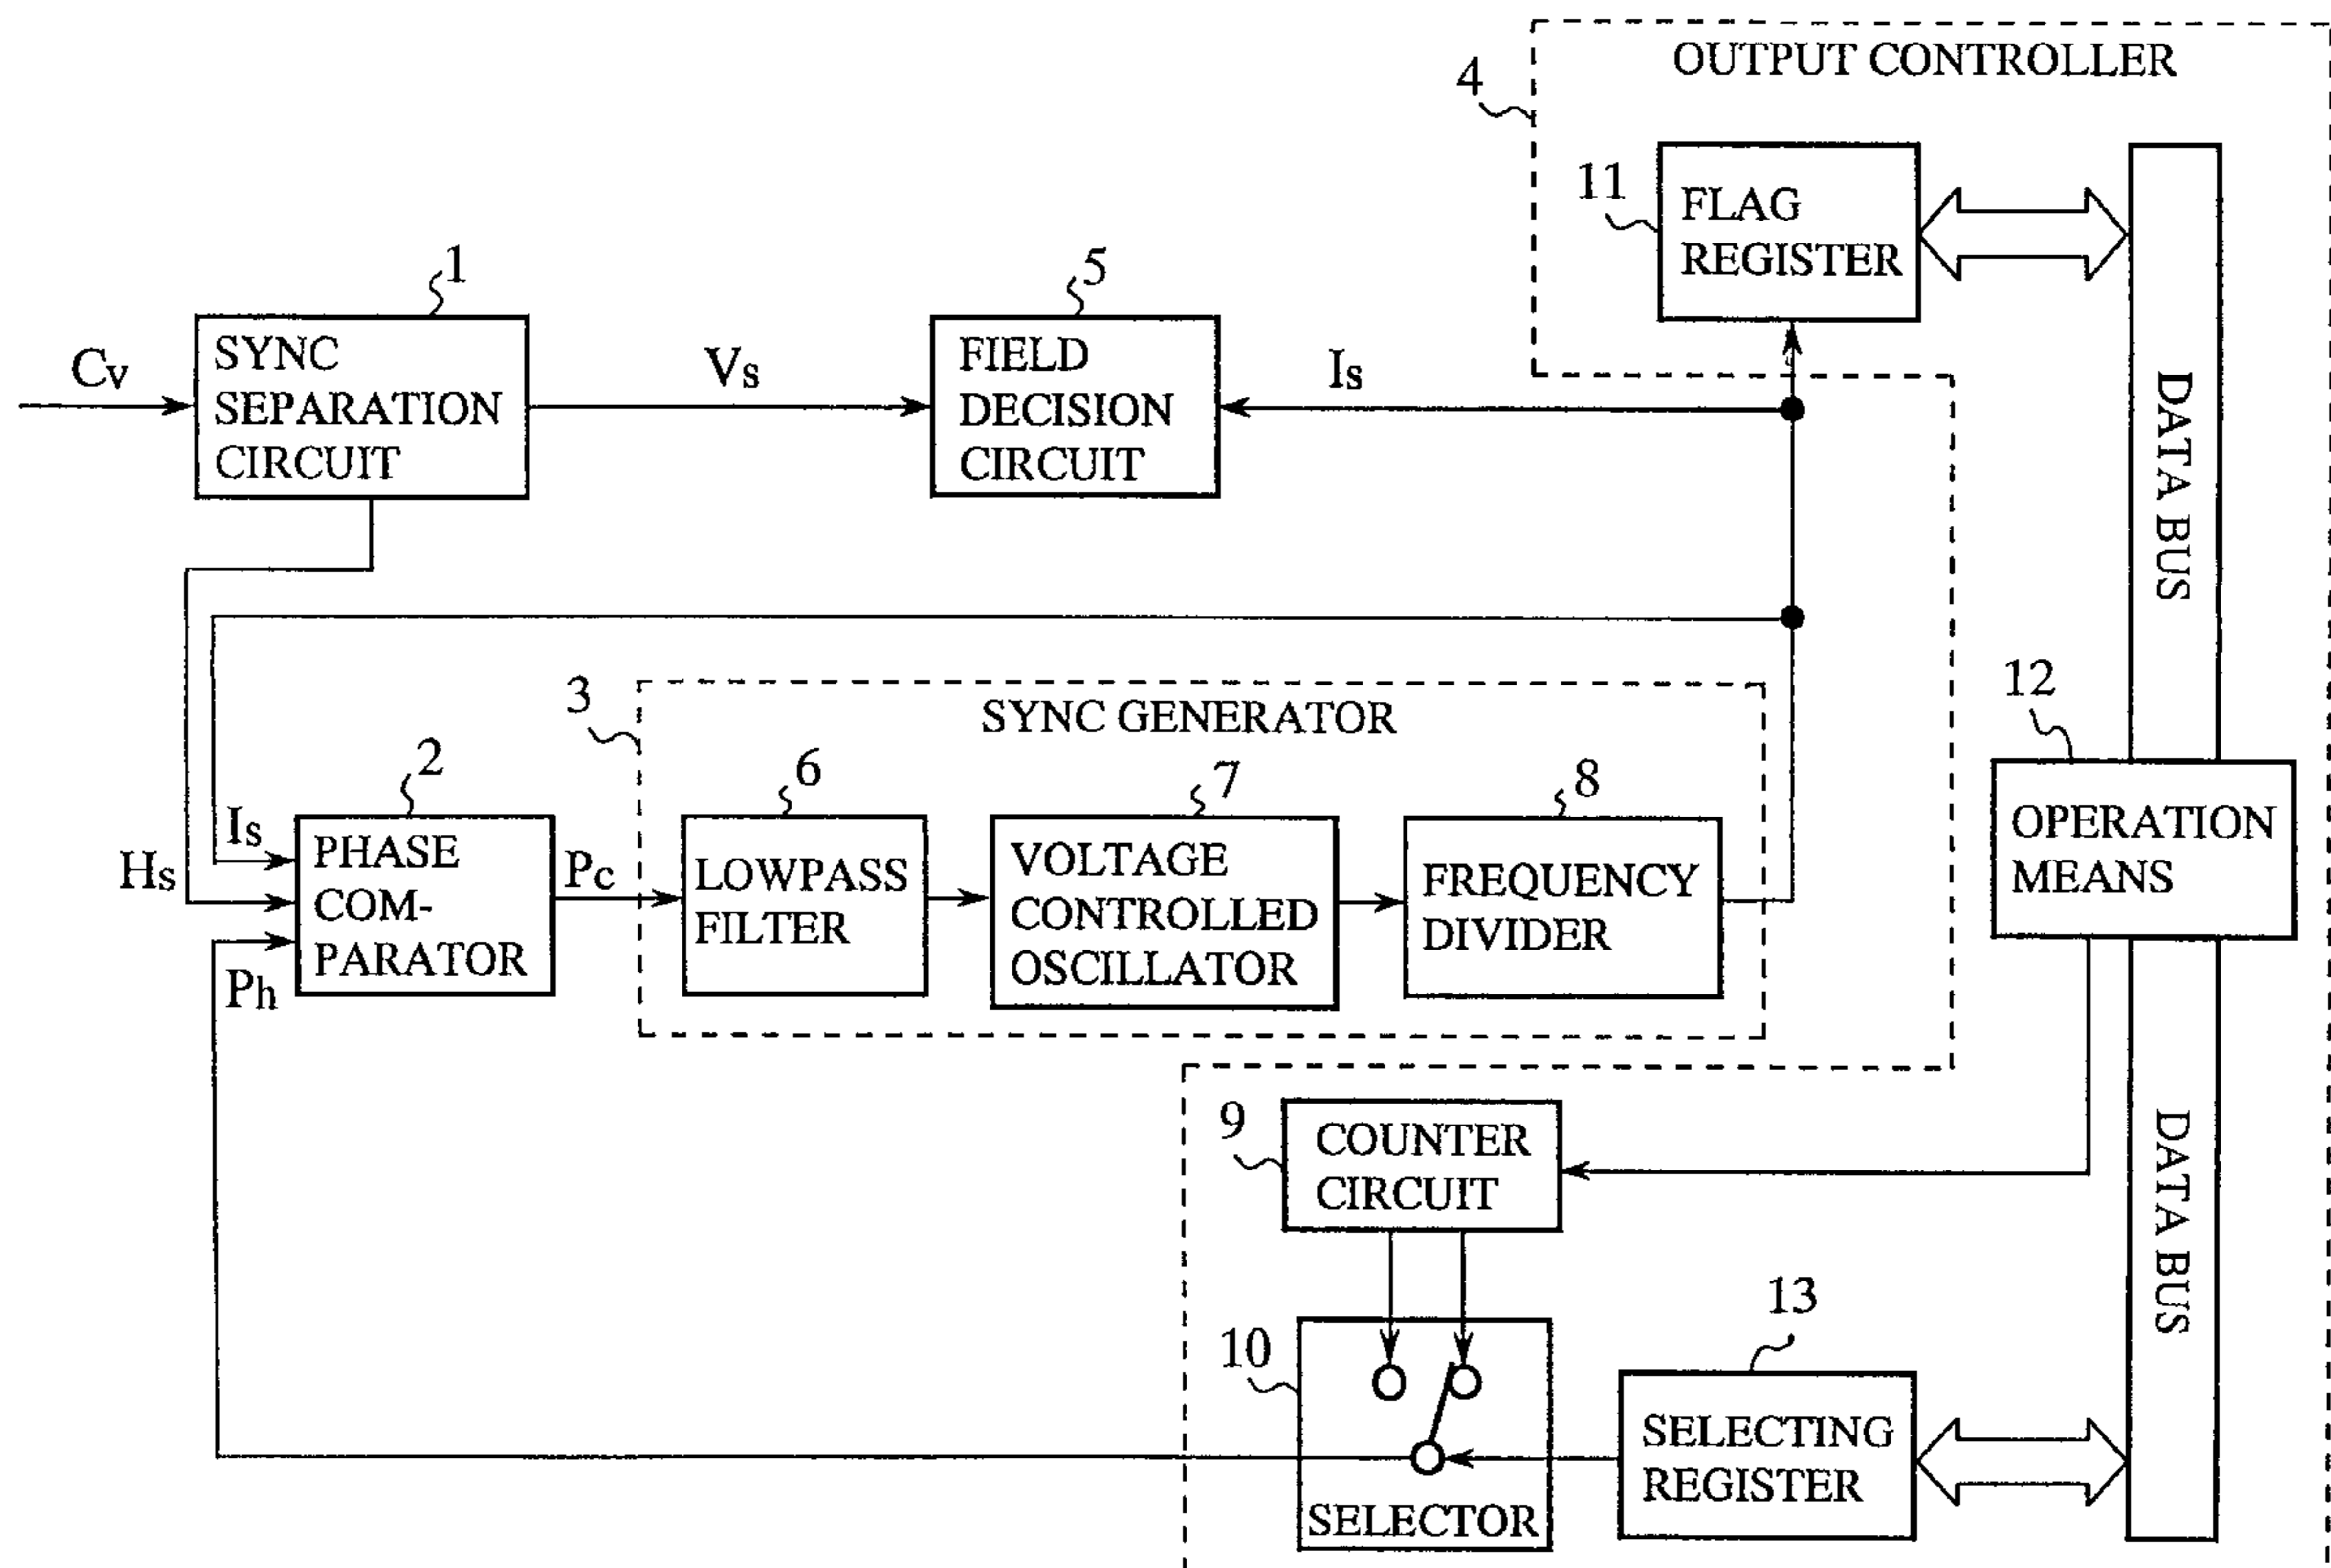 OUTPUT CONTROLLER
4
11
FLAG
REGISTER
DATA BUS
1
5
Cv
SYNC
SEPARATION
CIRCUIT
Vs
FIELD
DECISION
CIRCUIT
Is
3
SYNC GENERATOR
12
OPERATION
MEANS
2
6
7
8
Is
Hs
Ph
PHASE
COM-
PARATOR
Pc
LOWPASS
FILTER
VOLTAGE
CONTROLLED
OSCILLATOR
FREQUENCY
DIVIDER
9
COUNTER
CIRCUIT
DATA BUS
10
SELECTOR
13
SELECTING
REGISTER